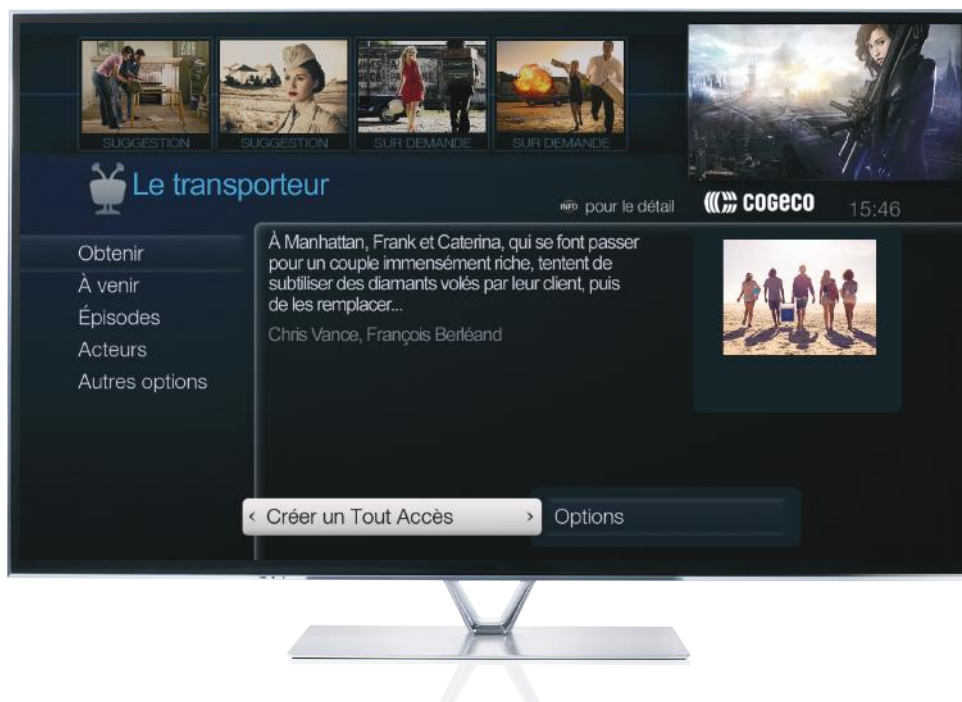 SUGGESTION
SUGGESTION
SUR DEMANDE
SUR DEMANDE
Le transporteur
INFO pour le détail
COGECO
15:46
Obtenir
À venir
Épisodes
Acteurs
Autres options
À Manhattan, Frank et Caterina, qui se font passer
pour un couple immensément riche, tentent de
subtiliser des diamants volés par leur client, puis
de les remplacer...
Chris Vance, François Berléand
‹ Créer un Tout Accès ›
Options